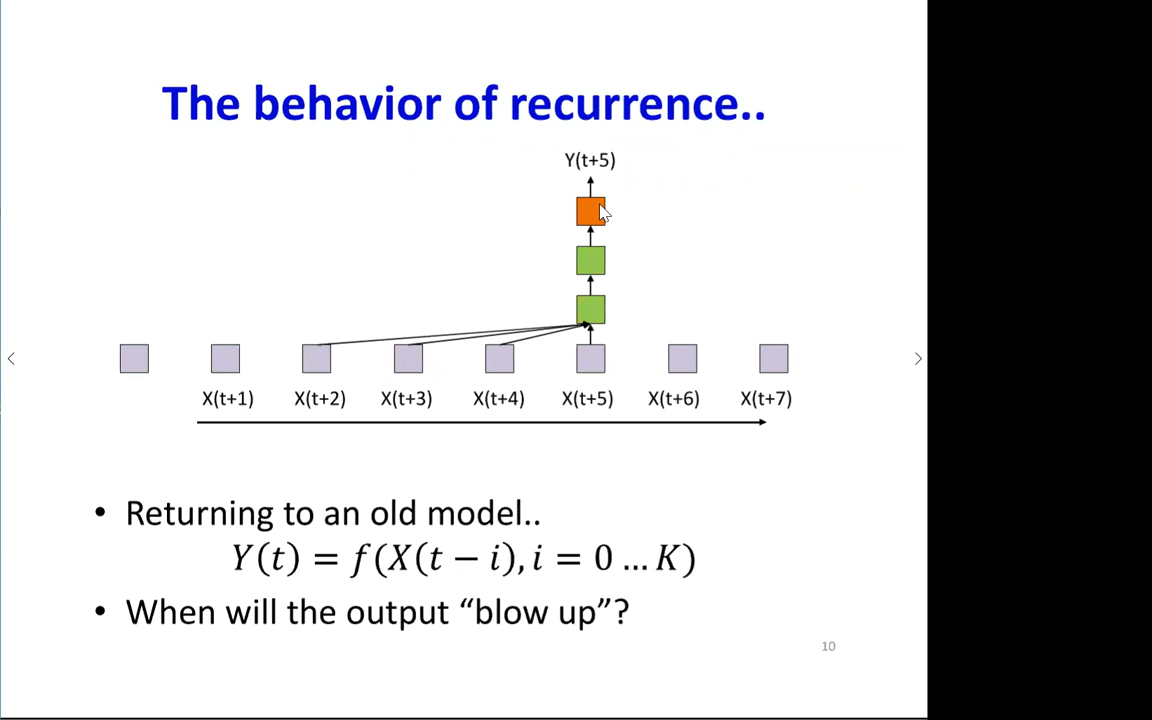 The behavior of recurrence..
Y(t+5)
X(t+1) X(t+2) X(t+3) X(t+4) X(t+5) X(t+6) X(t+7)
• Returning to an old model..
Y(t) = f(X(t − i), i = 0 … K)
• When will the output “blow up”?
10